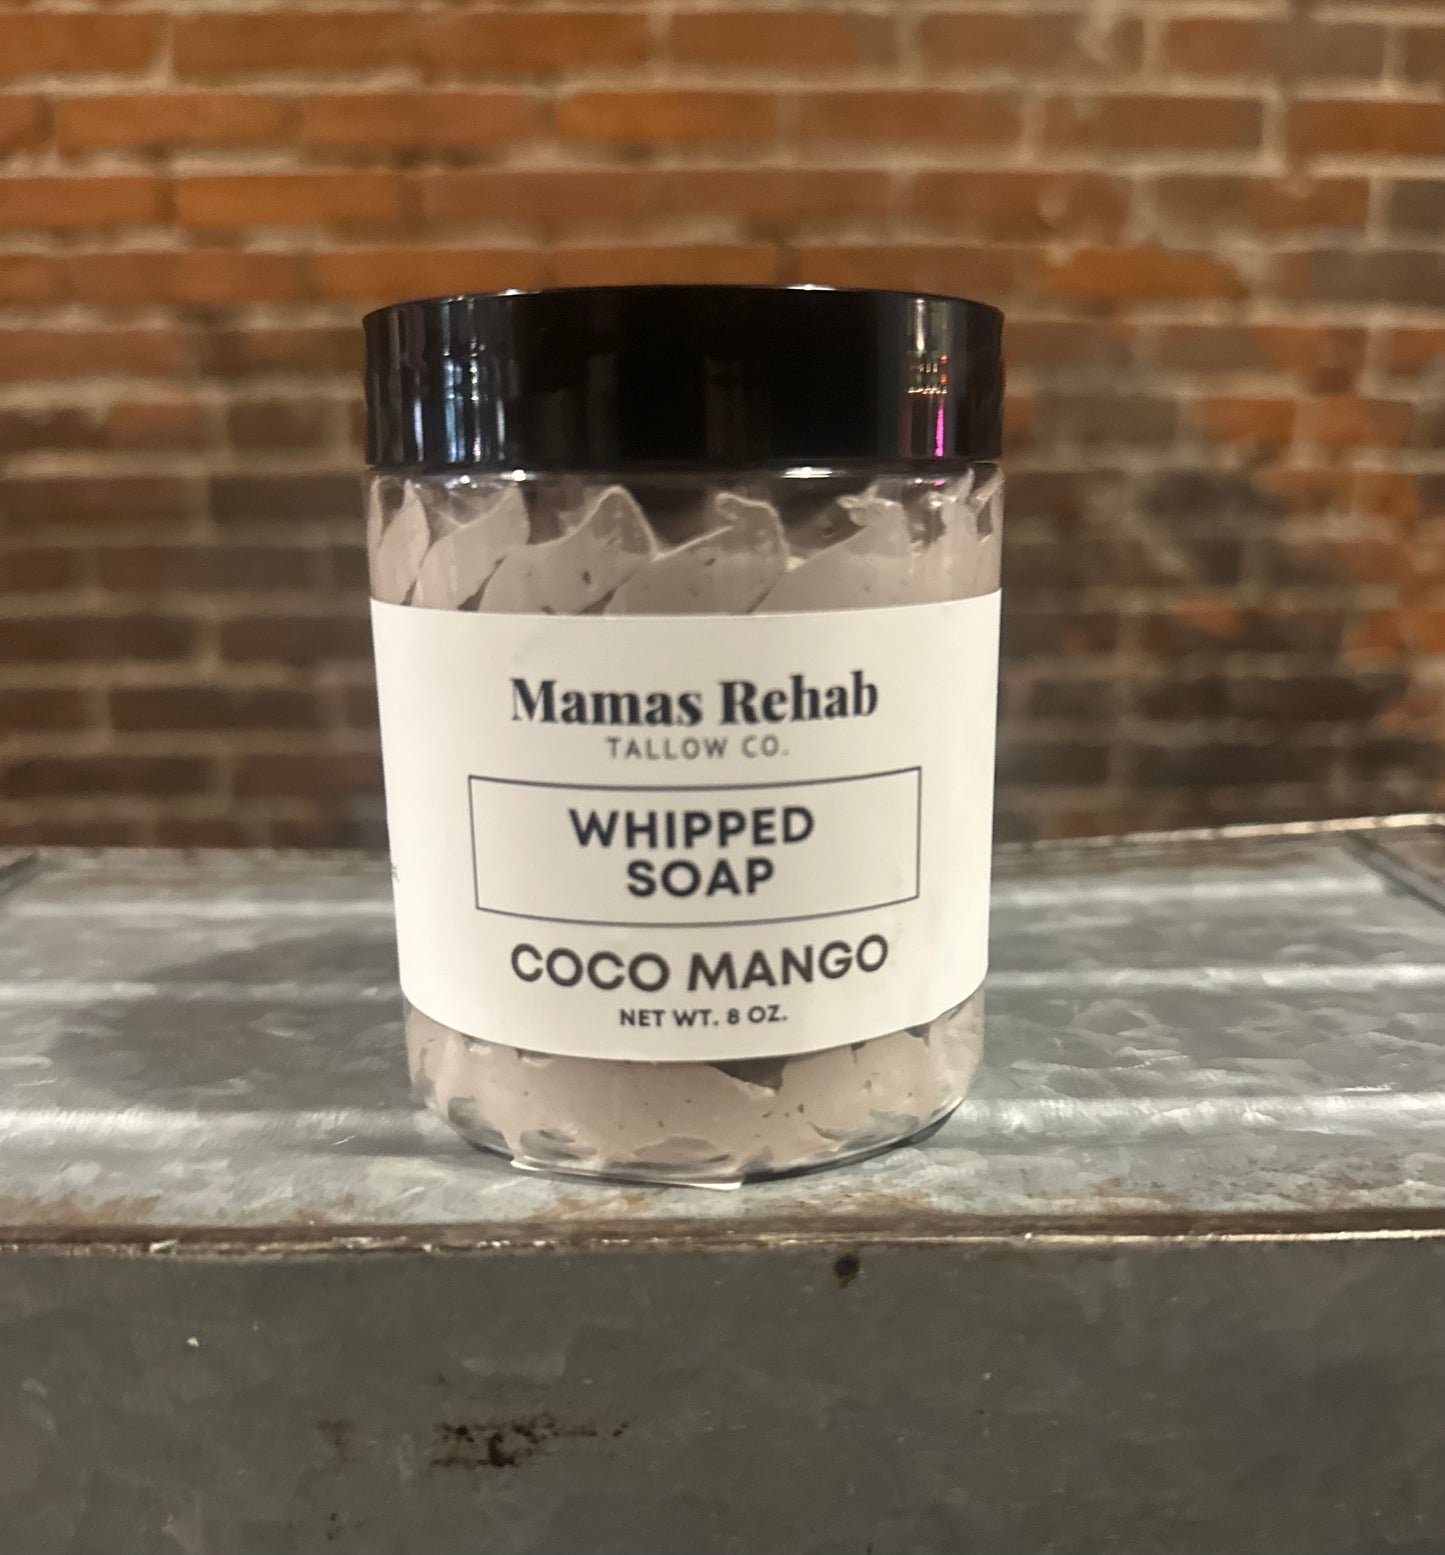 Mamas Rehab
TALLOW CO.
WHIPPED
SOAP
COCO MANGO
NET WT. 8 OZ.